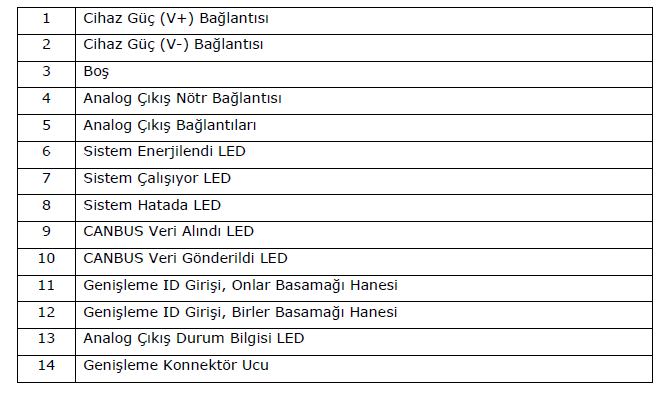 1 Cihaz Güç (V+) Bağlantısı
2 Cihaz Güç (V-) Bağlantısı
3 Boş
4 Analog Çıkış Nötr Bağlantısı
5 Analog Çıkış Bağlantıları
6 Sistem Enerjilendi LED
7 Sistem Çalışıyor LED
8 Sistem Hatada LED
9 CANBUS Veri Alındı LED
10 CANBUS Veri Gönderildi LED
11 Genişleme ID Girişi, Onlar Basamağı Hanesi
12 Genişleme ID Girişi, Birler Basamağı Hanesi
13 Analog Çıkış Durum Bilgisi LED
14 Genişleme Konnektör Ucu